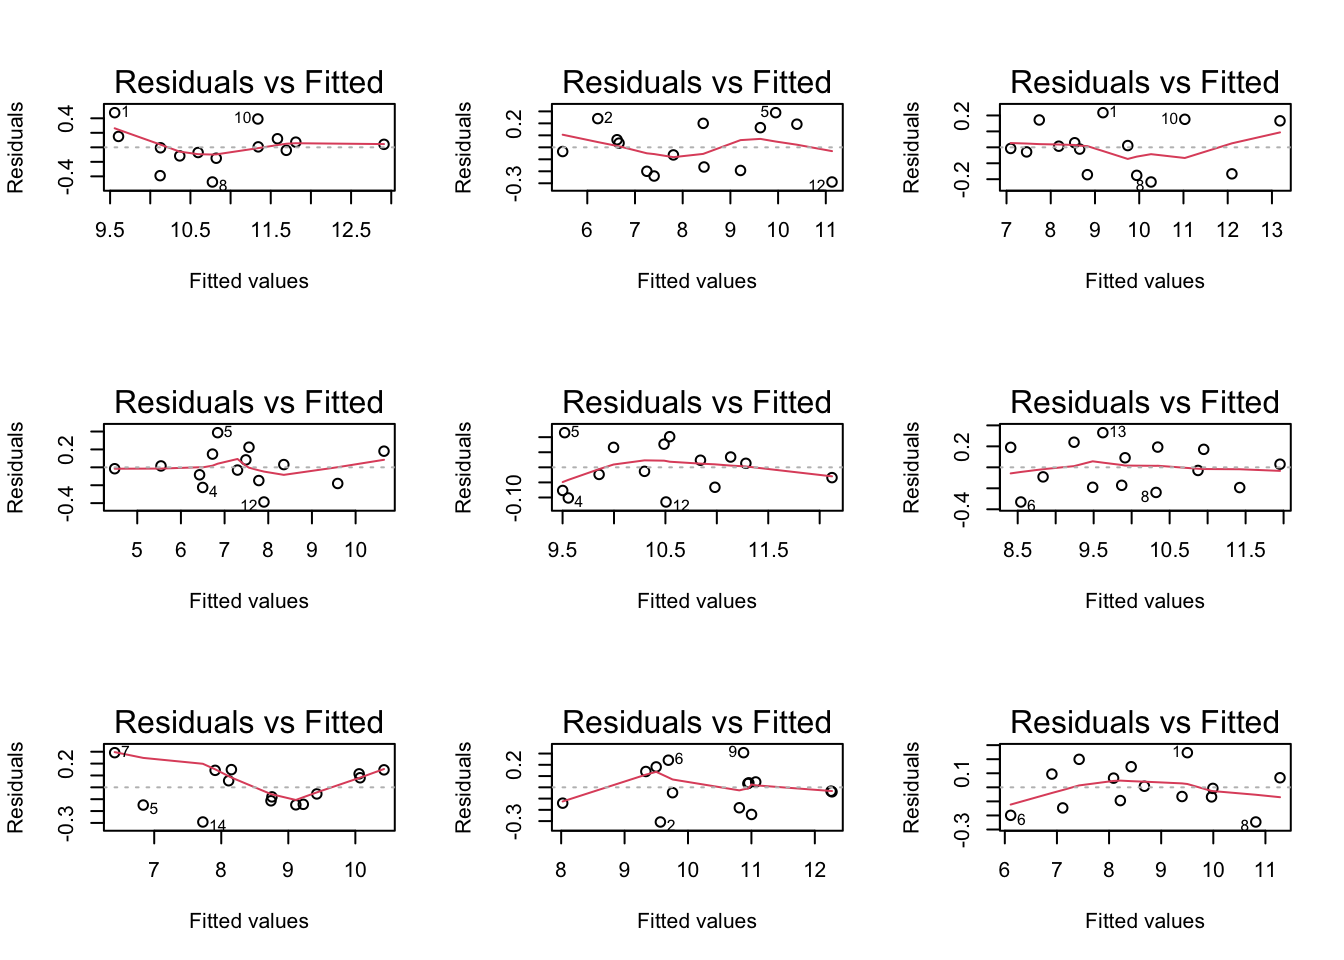 Residuals vs Fitted
Residuals
0.4
-0.4
1
10
8
9.5 10.5 11.5 12.5
Fitted values
Residuals vs Fitted
Residuals
0.2
-0.3
2
5
12
6 7 8 9 10 11
Fitted values
Residuals vs Fitted
Residuals
0.2
-0.2
1
10
8
7 8 9 10 11 12 13
Fitted values
Residuals vs Fitted
Residuals
0.2
-0.4
5
4
12
5 6 7 8 9 10
Fitted values
Residuals vs Fitted
Residuals
-0.10
5
4
12
9.5 10.5 11.5
Fitted values
Residuals vs Fitted
Residuals
0.2
-0.4
13
8
6
8.5 9.5 10.5 11.5
Fitted values
Residuals vs Fitted
Residuals
0.2
-0.3
7
5
14
7 8 9 10
Fitted values
Residuals vs Fitted
Residuals
0.2
-0.3
6
9
2
8 9 10 11 12
Fitted values
Residuals vs Fitted
Residuals
0.1
-0.3
6
8
6 7 8 9 10 11
Fitted values